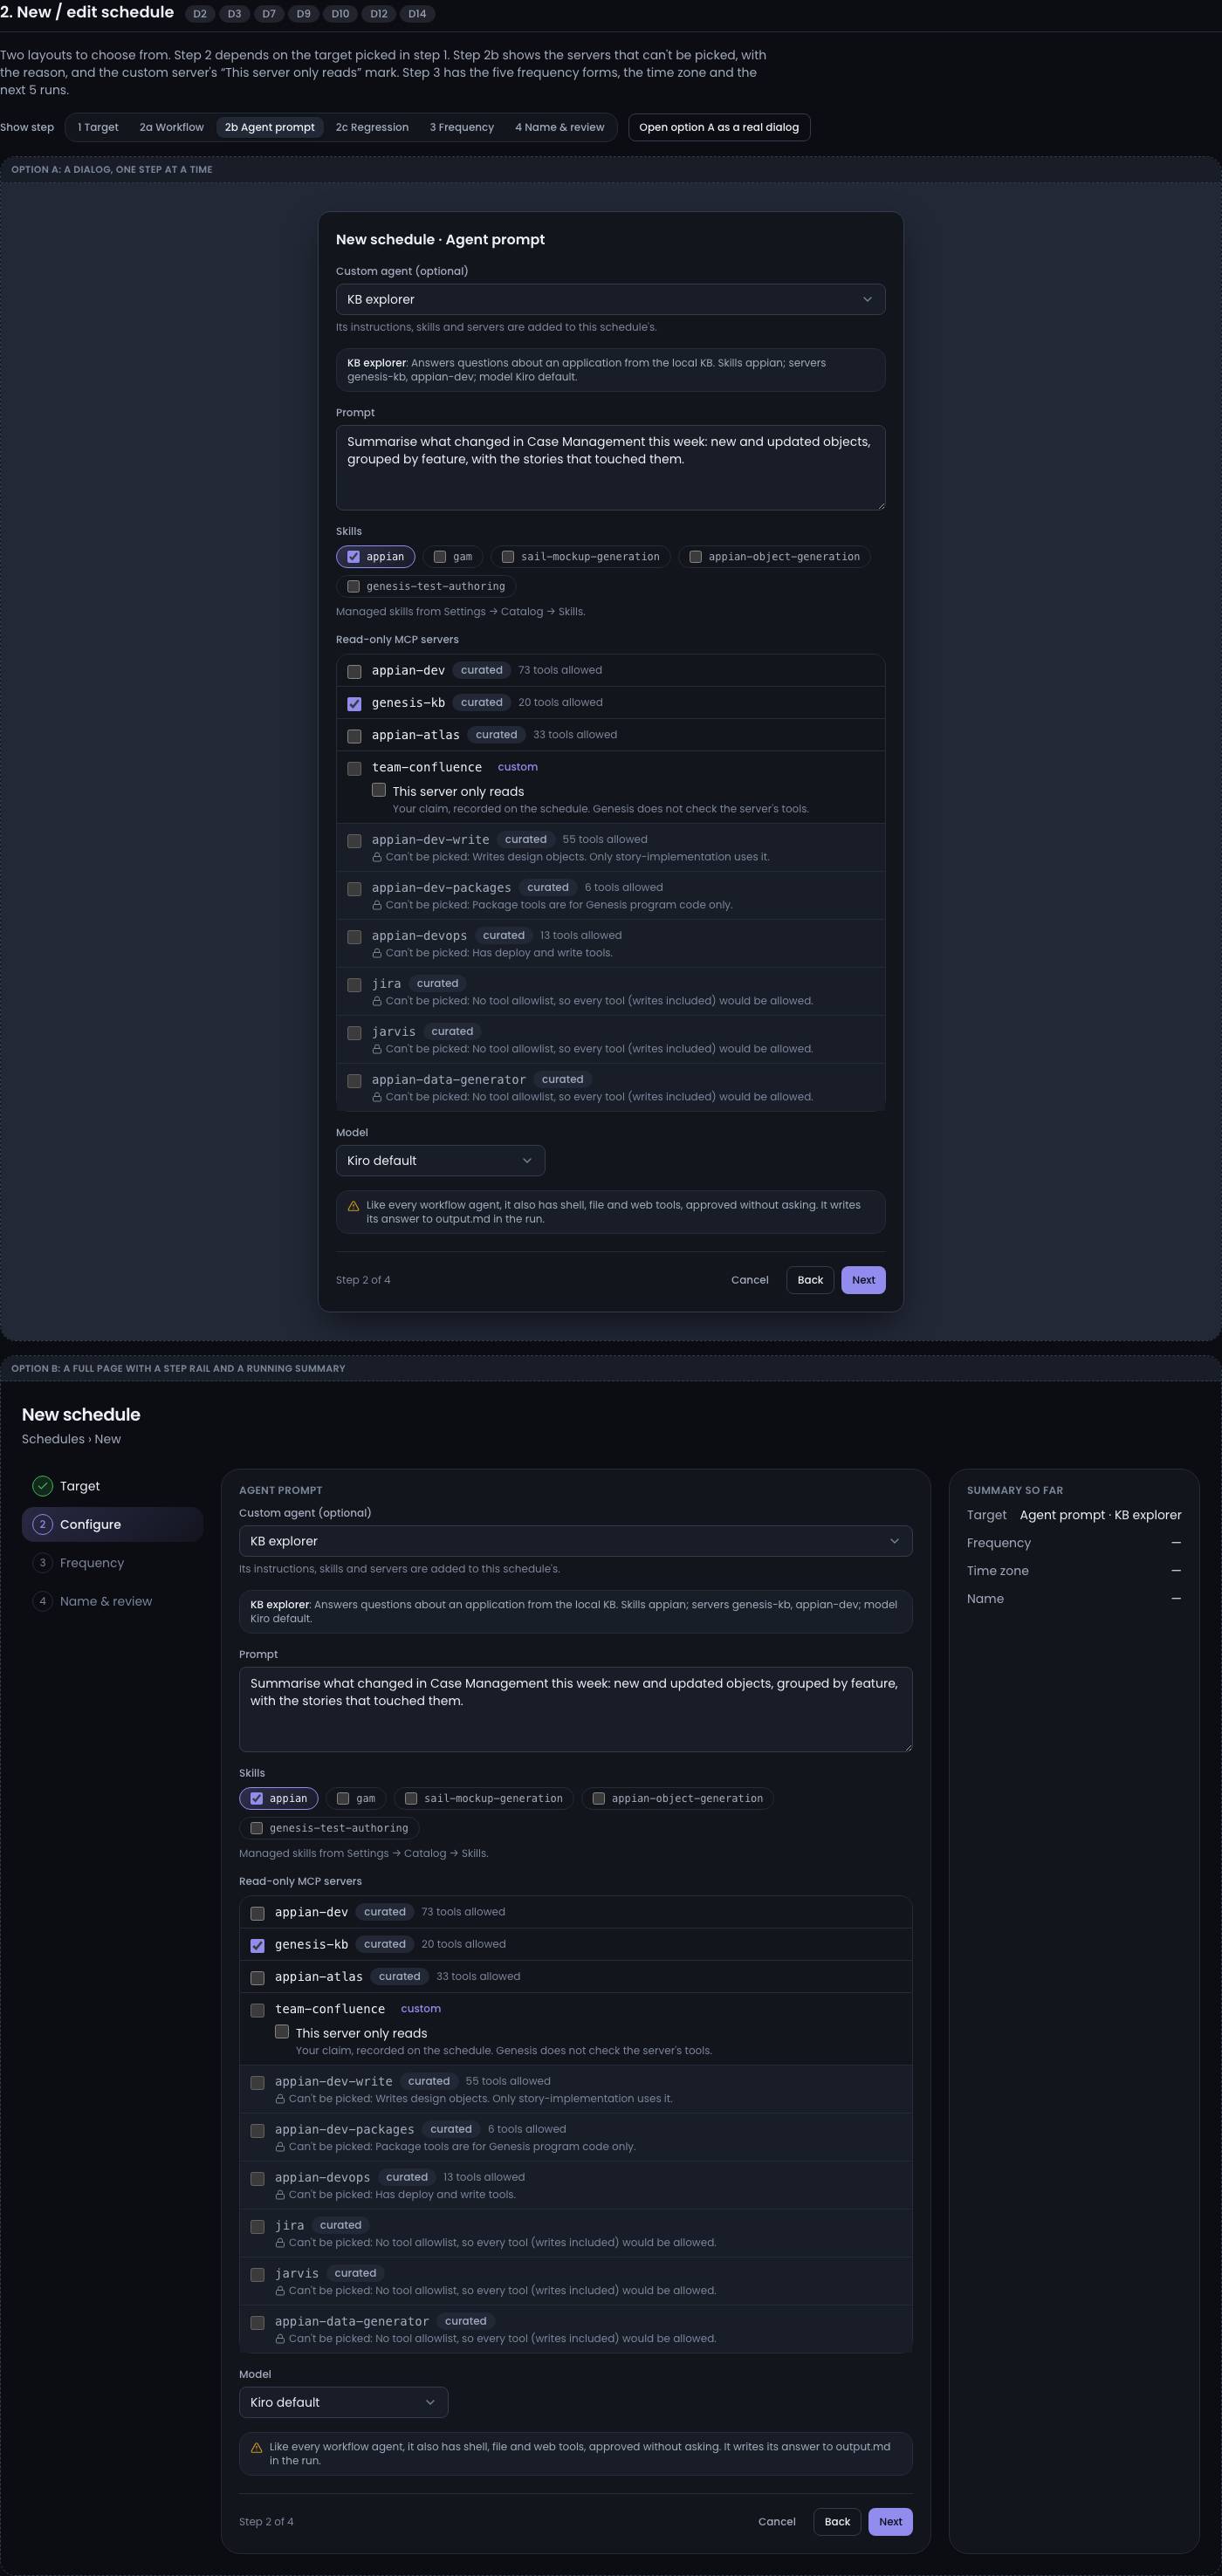 2. New / edit schedule D2 D3 D7 D9 D10 D12 D14
Two layouts to choose from. Step 2 depends on the target picked in step 1. Step 2b shows the servers that can't be picked, with
the reason, and the custom server's “This server only reads” mark. Step 3 has the five frequency forms, the time zone and the
next 5 runs.
Show step 1 Target 2a Workflow 2b Agent prompt 2c Regression 3 Frequency 4 Name & review Open option A as a real dialog
OPTION A: A DIALOG, ONE STEP AT A TIME
New schedule · Agent prompt
Custom agent (optional)
KB explorer
Its instructions, skills and servers are added to this schedule's.
KB explorer: Answers questions about an application from the local KB. Skills appian; servers
genesis-kb, appian-dev; model Kiro default.
Prompt
Summarise what changed in Case Management this week: new and updated objects,
grouped by feature, with the stories that touched them.
Skills
appian gam sail-mockup-generation appian-object-generation
genesis-test-authoring
Managed skills from Settings → Catalog → Skills.
Read-only MCP servers
appian-dev curated 73 tools allowed
genesis-kb curated 20 tools allowed
appian-atlas curated 33 tools allowed
team-confluence custom
This server only reads
Your claim, recorded on the schedule. Genesis does not check the server's tools.
appian-dev-write curated 55 tools allowed
Can't be picked: Writes design objects. Only story-implementation uses it.
appian-dev-packages curated 6 tools allowed
Can't be picked: Package tools are for Genesis program code only.
appian-devops curated 13 tools allowed
Can't be picked: Has deploy and write tools.
jira curated
Can't be picked: No tool allowlist, so every tool (writes included) would be allowed.
jarvis curated
Can't be picked: No tool allowlist, so every tool (writes included) would be allowed.
appian-data-generator curated
Can't be picked: No tool allowlist, so every tool (writes included) would be allowed.
Model
Kiro default
Like every workflow agent, it also has shell, file and web tools, approved without asking. It writes
its answer to output.md in the run.
Step 2 of 4 Cancel Back Next
OPTION B: A FULL PAGE WITH A STEP RAIL AND A RUNNING SUMMARY
New schedule
Schedules › New
Target
2 Configure
3 Frequency
4 Name & review
AGENT PROMPT
Custom agent (optional)
KB explorer
Its instructions, skills and servers are added to this schedule's.
KB explorer: Answers questions about an application from the local KB. Skills appian; servers genesis-kb, appian-dev; model
Kiro default.
Prompt
Summarise what changed in Case Management this week: new and updated objects, grouped by feature,
with the stories that touched them.
Skills
appian gam sail-mockup-generation appian-object-generation
genesis-test-authoring
Managed skills from Settings → Catalog → Skills.
Read-only MCP servers
appian-dev curated 73 tools allowed
genesis-kb curated 20 tools allowed
appian-atlas curated 33 tools allowed
team-confluence custom
This server only reads
Your claim, recorded on the schedule. Genesis does not check the server's tools.
appian-dev-write curated 55 tools allowed
Can't be picked: Writes design objects. Only story-implementation uses it.
appian-dev-packages curated 6 tools allowed
Can't be picked: Package tools are for Genesis program code only.
appian-devops curated 13 tools allowed
Can't be picked: Has deploy and write tools.
jira curated
Can't be picked: No tool allowlist, so every tool (writes included) would be allowed.
jarvis curated
Can't be picked: No tool allowlist, so every tool (writes included) would be allowed.
appian-data-generator curated
Can't be picked: No tool allowlist, so every tool (writes included) would be allowed.
Model
Kiro default
Like every workflow agent, it also has shell, file and web tools, approved without asking. It writes its answer to output.md
in the run.
Step 2 of 4 Cancel Back Next
SUMMARY SO FAR
Target Agent prompt · KB explorer
Frequency —
Time zone —
Name —